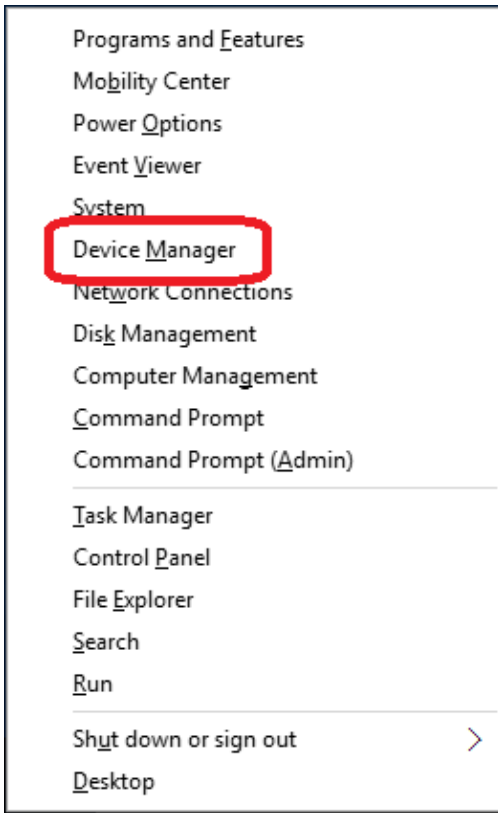 Programs and Features
Mobility Center
Power Options
Event Viewer
System
Device Manager
Network Connections
Disk Management
Computer Management
Command Prompt
Command Prompt (Admin)
Task Manager
Control Panel
File Explorer
Search
Run
Shut down or sign out
Desktop